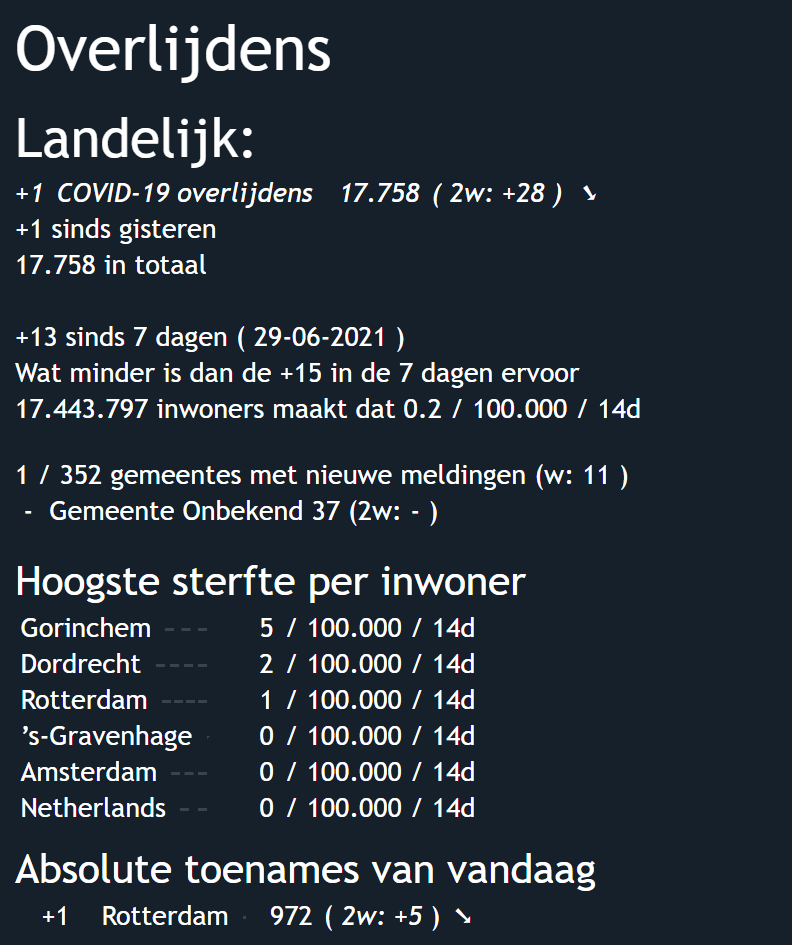 Overlijdens
Landelijk:
+1 COVID-19 overlijdens 17.758 ( 2w: +28 ) ➘
+1 sinds gisteren
17.758 in totaal
+13 sinds 7 dagen ( 29-06-2021 )
Wat minder is dan de +15 in de 7 dagen ervoor
17.443.797 inwoners maakt dat 0.2 / 100.000 / 14d
1 / 352 gemeentes met nieuwe meldingen (w: 11 )
- Gemeente Onbekend 37 (2w: - )
Hoogste sterfte per inwoner
Gorinchem --- 5 / 100.000 / 14d
Dordrecht ---- 2 / 100.000 / 14d
Rotterdam ---- 1 / 100.000 / 14d
’s-Gravenhage · 0 / 100.000 / 14d
Amsterdam --- 0 / 100.000 / 14d
Netherlands -- 0 / 100.000 / 14d
Absolute toenames van vandaag
+1 Rotterdam · 972 ( 2w: +5 ) ➘